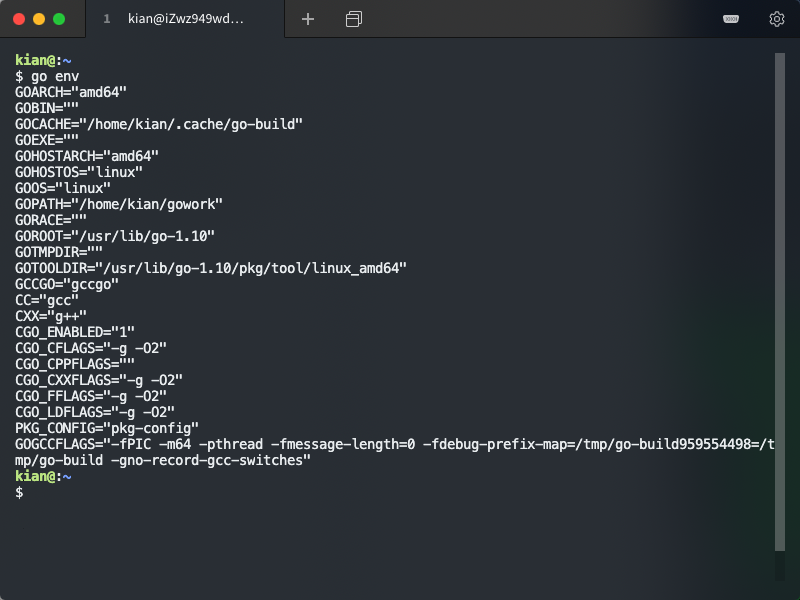 1 kian@iZwz949wd...
kian@:~
$ go env
GOARCH="amd64"
GOBIN=""
GOCACHE="/home/kian/.cache/go-build"
GOEXE=""
GOHOSTARCH="amd64"
GOHOSTOS="linux"
GOOS="linux"
GOPATH="/home/kian/gowork"
GORACE=""
GOROOT="/usr/lib/go-1.10"
GOTMPDIR=""
GOTOOLDIR="/usr/lib/go-1.10/pkg/tool/linux_amd64"
GCCGO="gccgo"
CC="gcc"
CXX="g++"
CGO_ENABLED="1"
CGO_CFLAGS="-g -O2"
CGO_CPPFLAGS=""
CGO_CXXFLAGS="-g -O2"
CGO_FFLAGS="-g -O2"
CGO_LDFLAGS="-g -O2"
PKG_CONFIG="pkg-config"
GOGCCFLAGS="-fPIC -m64 -pthread -fmessage-length=0 -fdebug-prefix-map=/tmp/go-build959554498=/t
mp/go-build -gno-record-gcc-switches"
kian@:~
$